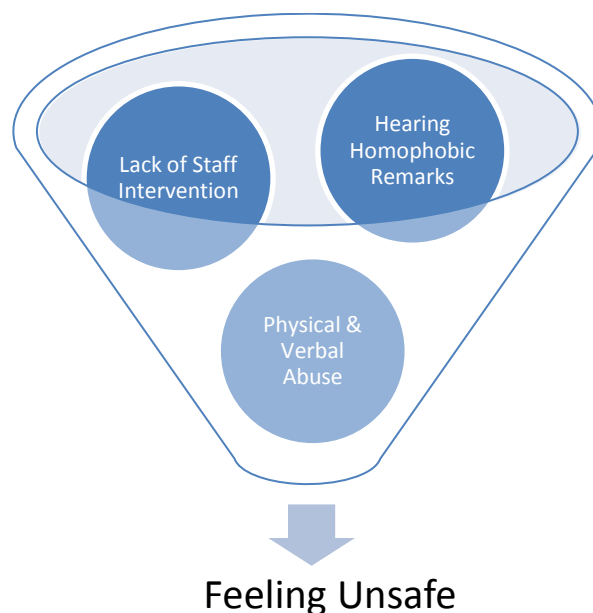 Lack of Staff
Intervention
Hearing
Homophobic
Remarks
Physical &
Verbal
Abuse
Feeling Unsafe